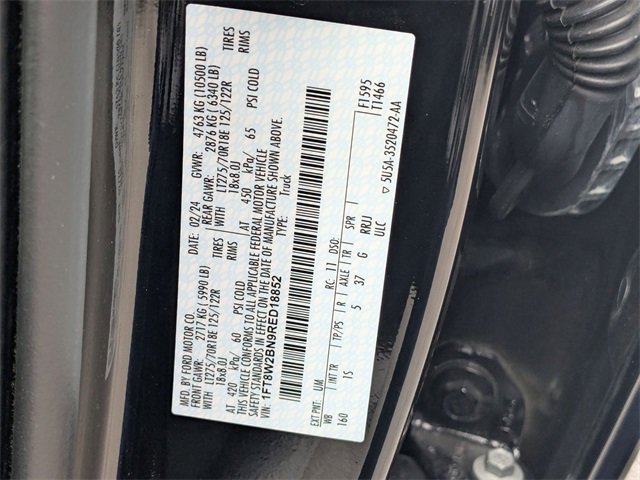 MFD. BY FORD MOTOR CO.
DATE: 02/24 GVWR: 4763 KG (10500 LB)
FRONT GAWR: 2717 KG ( 5990 LB) REAR GAWR: 2876 KG ( 6340 LB)
WITH LT275/70R18E 125/122R TIRES WITH LT275/70R18E 125/122R TIRES
18x8.0J RIMS 18x8.0J RIMS
AT 420 kPa/ 60 PSI COLD AT 450 kPa/ 65 PSI COLD
THIS VEHICLE CONFORMS TO ALL APPLICABLE FEDERAL MOTOR VEHICLE
SAFETY STANDARDS IN EFFECT ON THE DATE OF MANUFACTURE SHOWN ABOVE.
VIN: 1FT8W2BN9RED18852 TYPE: Truck
F1595
T1466
EXT PNT: UM RC: 11 DSO:
WB INT TR TP/PS R AXLE TR SPR
160 1S 5 37 G RRJJ
ULC ▽ 5U5A-3520472-AA